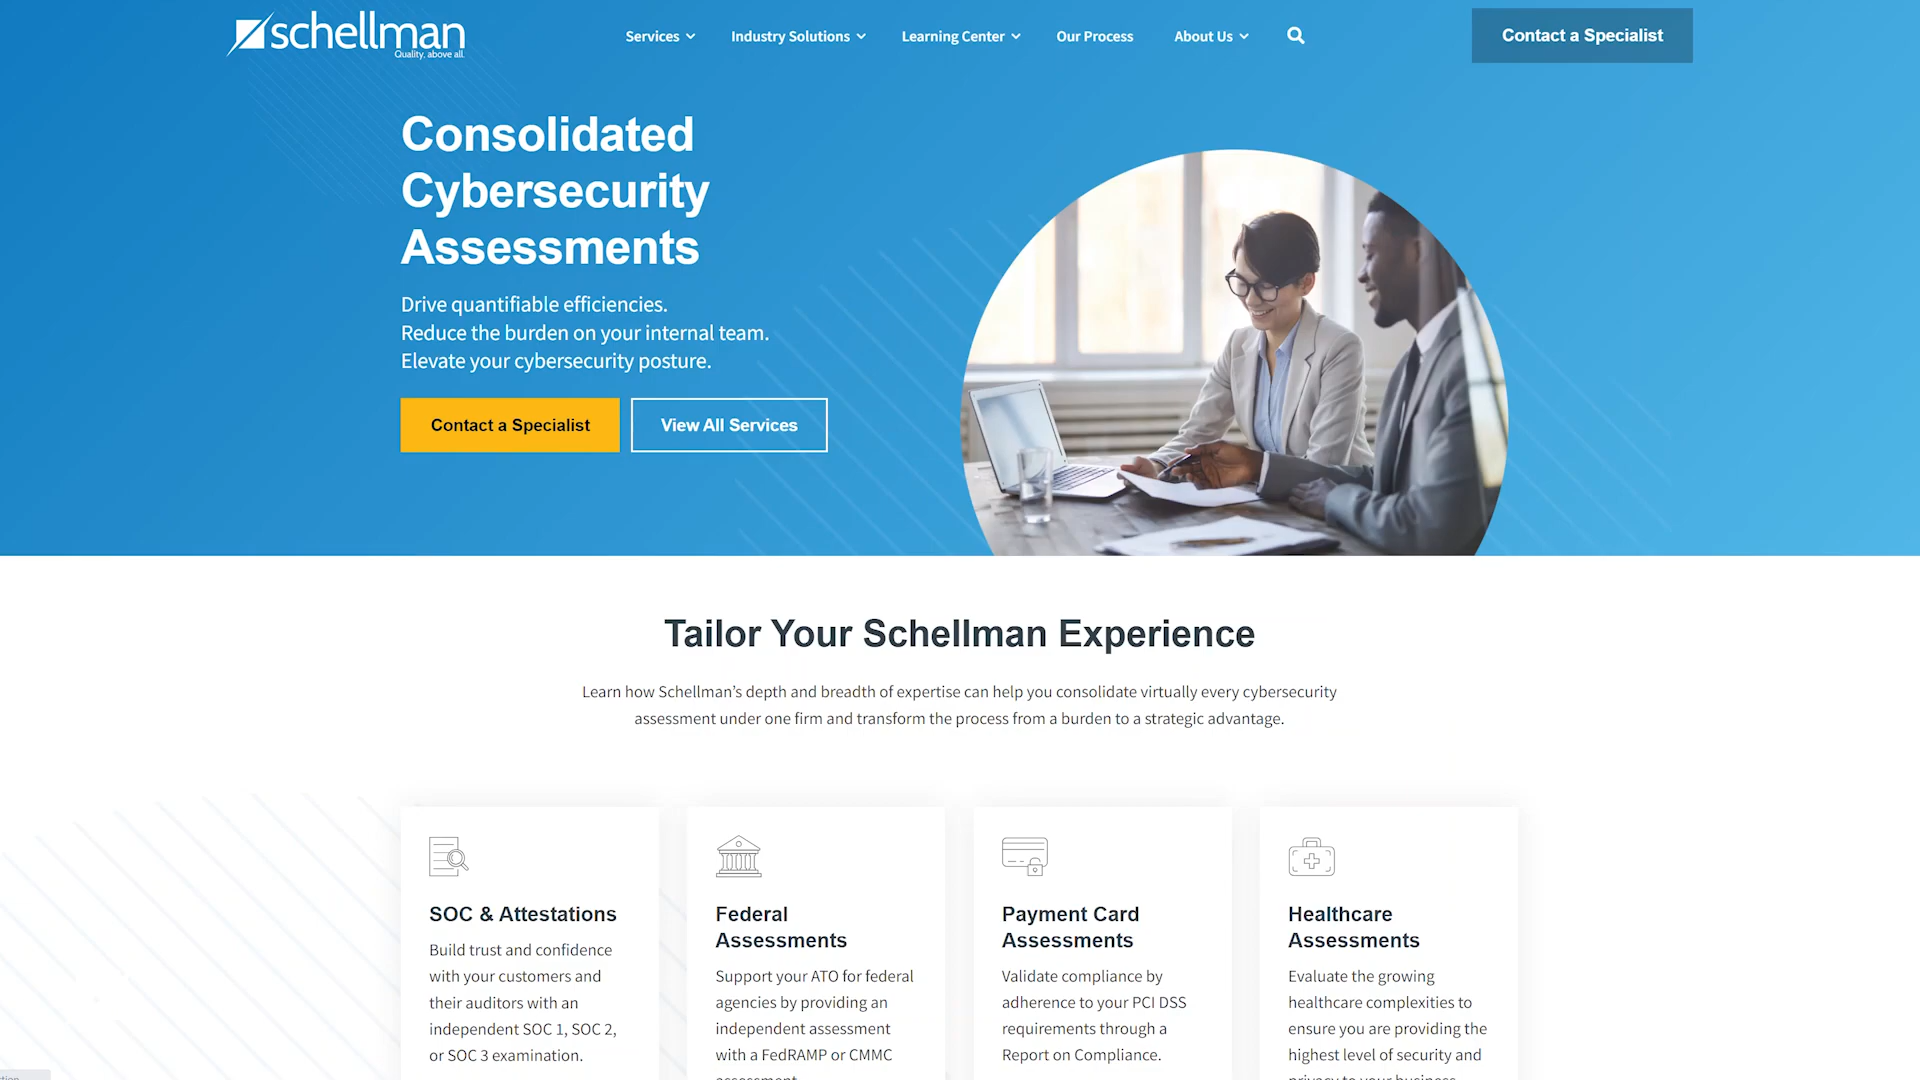 schellman
Quality, above all.
Services
Industry Solutions
Learning Center
Our Process
About Us
Contact a Specialist
Consolidated
Cybersecurity
Assessments
Drive quantifiable efficiencies.
Reduce the burden on your internal team.
Elevate your cybersecurity posture.
Contact a Specialist
View All Services
Tailor Your Schellman Experience
Learn how Schellman’s depth and breadth of expertise can help you consolidate virtually every cybersecurity
assessment under one firm and transform the process from a burden to a strategic advantage.
SOC & Attestations
Build trust and confidence
with your customers and
their auditors with an
independent SOC 1, SOC 2,
or SOC 3 examination.
Federal
Assessments
Support your ATO for federal
agencies by providing an
independent assessment
with a FedRAMP or CMMC
Payment Card
Assessments
Validate compliance by
adherence to your PCI DSS
requirements through a
Report on Compliance.
Healthcare
Assessments
Evaluate the growing
healthcare complexities to
ensure you are providing the
highest level of security and
privacy to your business